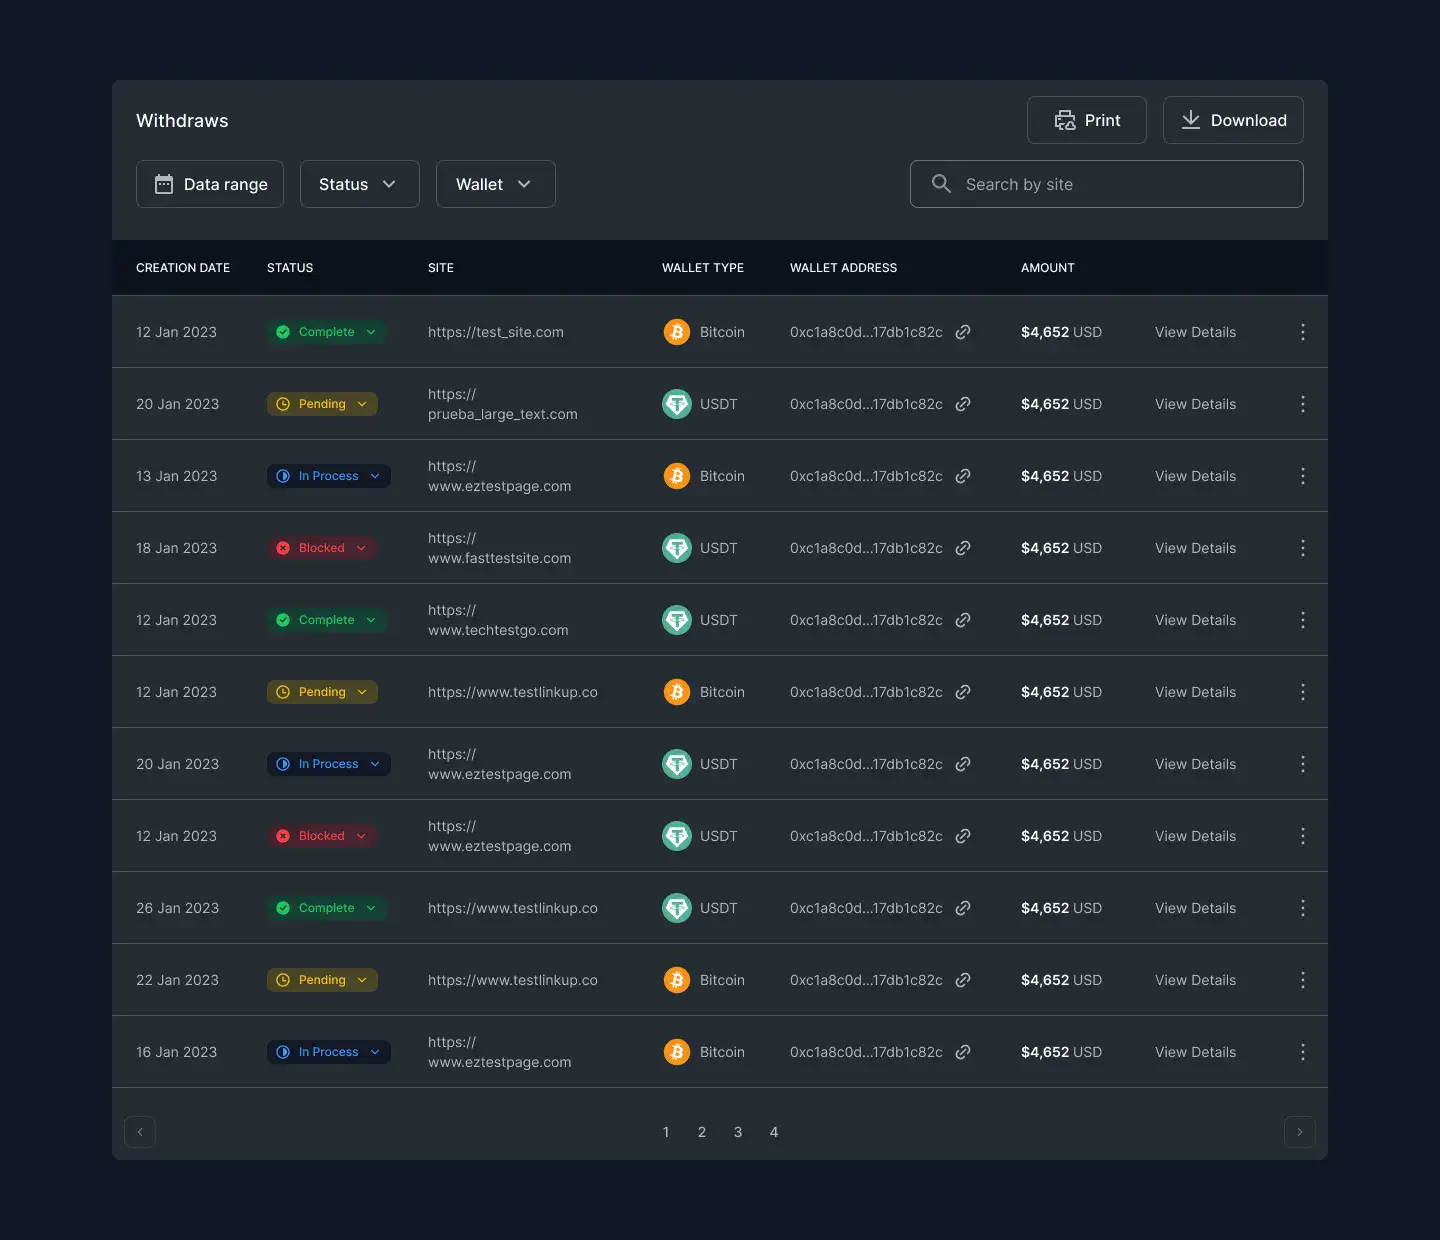 Withdraws
Print
Download
Data range
Status
Wallet
Search by site
CREATION DATE STATUS SITE WALLET TYPE WALLET ADDRESS AMOUNT
12 Jan 2023 Complete https://test_site.com Bitcoin 0xc1a8c0d...17db1c82c $4,652 USD View Details
20 Jan 2023 Pending https://
prueba_large_text.com USDT 0xc1a8c0d...17db1c82c $4,652 USD View Details
13 Jan 2023 In Process https://
www.eztestpage.com Bitcoin 0xc1a8c0d...17db1c82c $4,652 USD View Details
18 Jan 2023 Blocked https://
www.fasttestsite.com USDT 0xc1a8c0d...17db1c82c $4,652 USD View Details
12 Jan 2023 Complete https://
www.techtestgo.com USDT 0xc1a8c0d...17db1c82c $4,652 USD View Details
12 Jan 2023 Pending https://www.testlinkup.co Bitcoin 0xc1a8c0d...17db1c82c $4,652 USD View Details
20 Jan 2023 In Process https://
www.eztestpage.com USDT 0xc1a8c0d...17db1c82c $4,652 USD View Details
12 Jan 2023 Blocked https://
www.eztestpage.com USDT 0xc1a8c0d...17db1c82c $4,652 USD View Details
26 Jan 2023 Complete https://www.testlinkup.co USDT 0xc1a8c0d...17db1c82c $4,652 USD View Details
22 Jan 2023 Pending https://www.testlinkup.co Bitcoin 0xc1a8c0d...17db1c82c $4,652 USD View Details
16 Jan 2023 In Process https://
www.eztestpage.com Bitcoin 0xc1a8c0d...17db1c82c $4,652 USD View Details
1 2 3 4